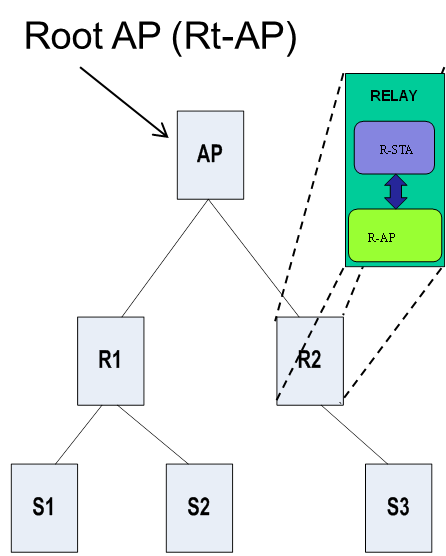 Root AP (Rt-AP)
RELAY
R-STA
R-AP
AP
R1
R2
S1
S2
S3